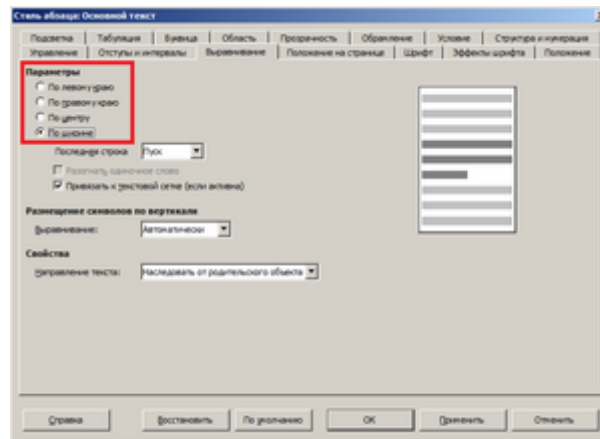 Стиль абзаца: Основной текст
Подсветка Табуляция Буквица Область Прозрачность Обрамление Условие Структура и нумерация
Управление Отступы и интервалы Выравнивание Положение на странице Шрифт Эффекты шрифта Положение
Параметры
По левому краю
По правому краю
По центру
По ширине
Последняя строка Пуск
Разогнать одиночное слово
Привязать к текстовой сетке (если активна)
Размещение символов по вертикали
Выравнивание: Автоматически
Свойства
Направление текста: Наследовать от родительского объекта
Справка Восстановить По умолчанию ОК Применить Отменить